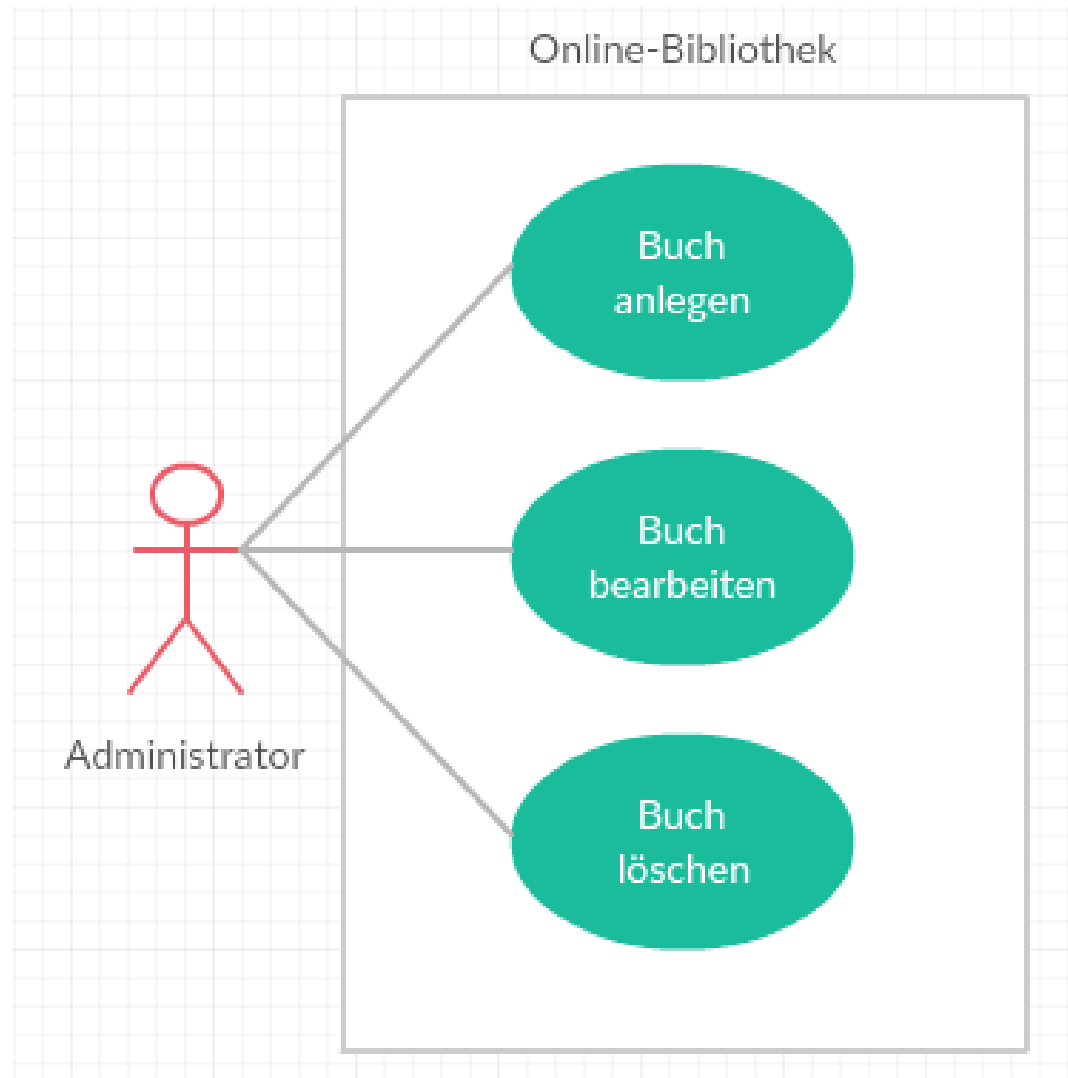 Online-Bibliothek
Buch
anlegen
Buch
bearbeiten
Administrator
Buch
löschen